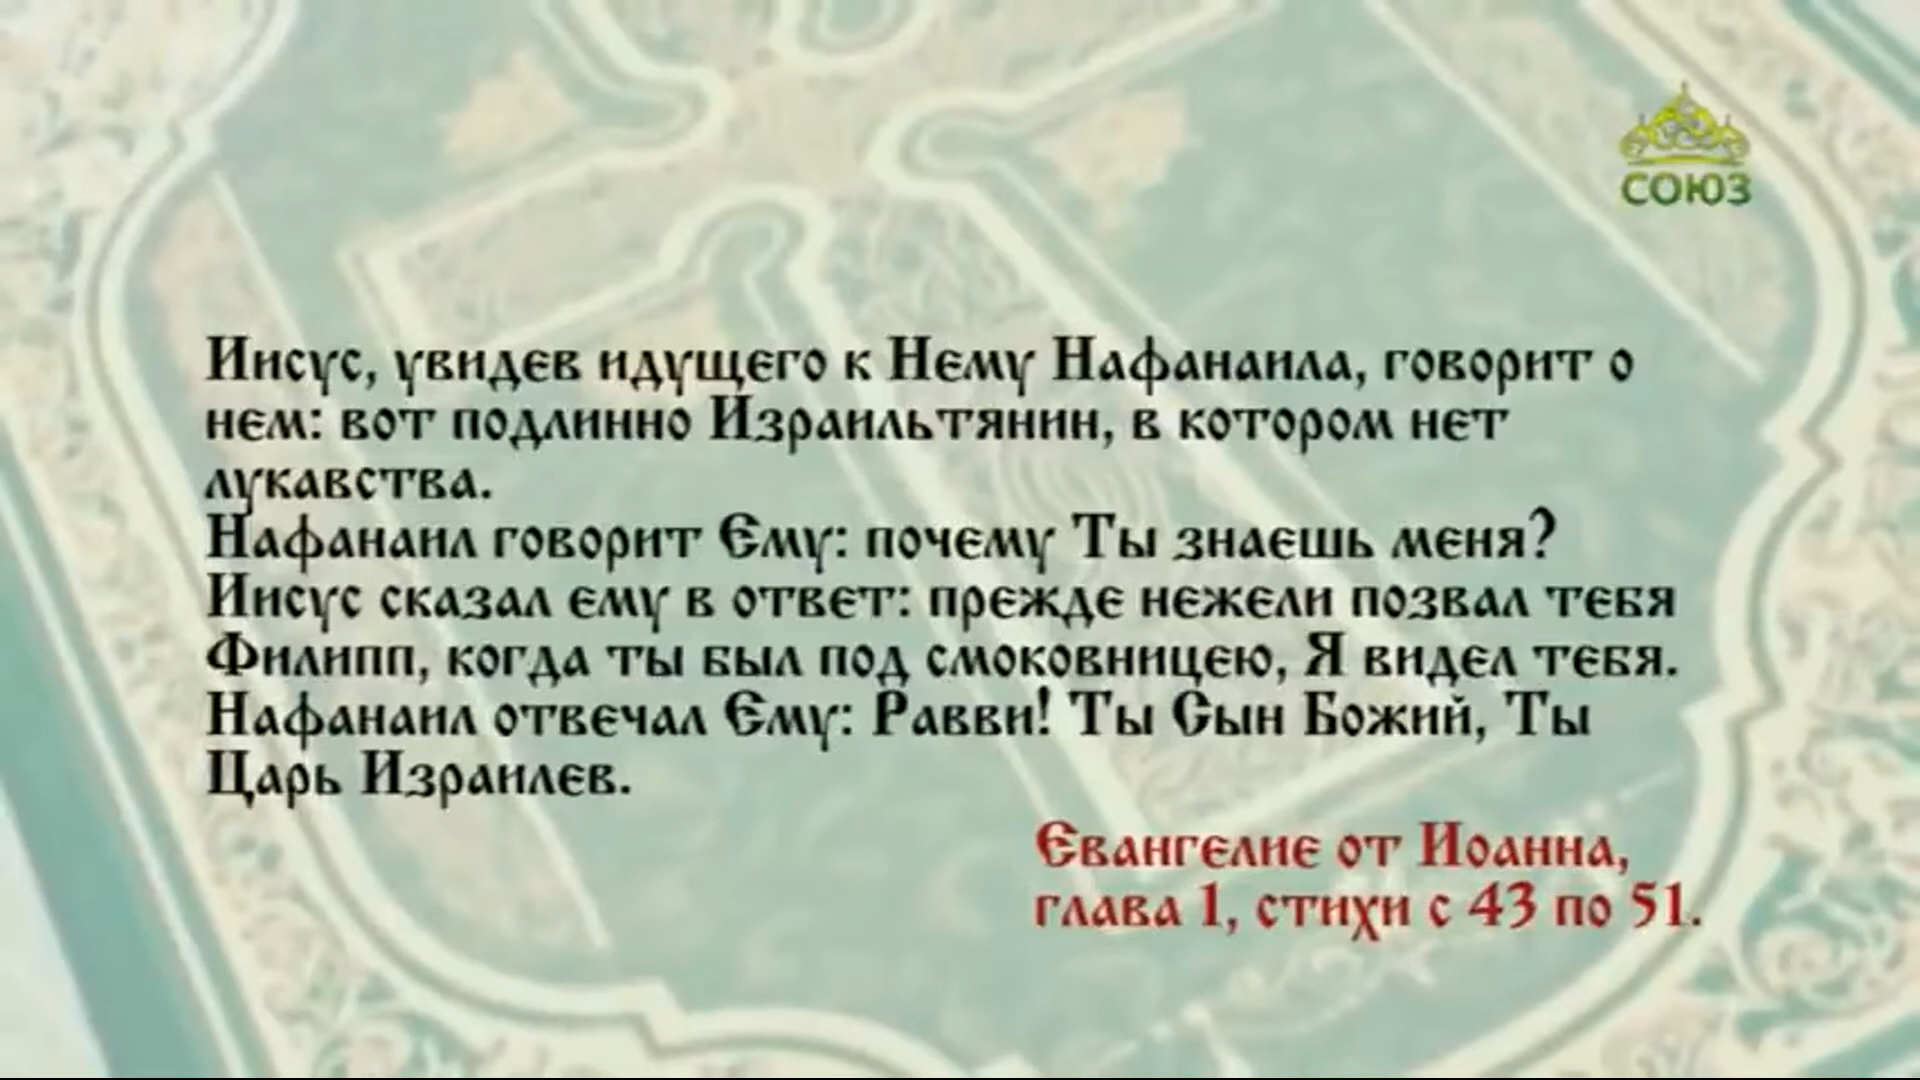 СОЮЗ
Иисус, увидев идущего к Нему Нафанаила, говорит о
нем: вот подлинно Израильтянин, в котором нет
лукавства.
Нафанаил говорит Ему: почему Ты знаешь меня?
Иисус сказал ему в ответ: прежде нежели позвал тебя
Филипп, когда ты был под смоковницею, Я видел тебя.
Нафанаил отвечал Ему: Равви! Ты Сын Божий, Ты
Царь Израилев.
Евангелие от Иоанна,
глава 1, стихи с 43 по 51.